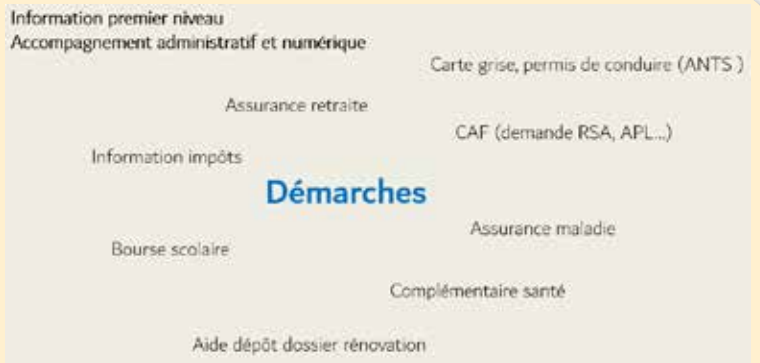 Information premier niveau
Accompagnement administratif et numérique
Carte grise, permis de conduire (ANTS )
Assurance retraite
CAF (demande RSA, APL...)
Information impôts
Démarches
Assurance maladie
Bourse scolaire
Complémentaire santé
Aide dépôt dossier rénovation